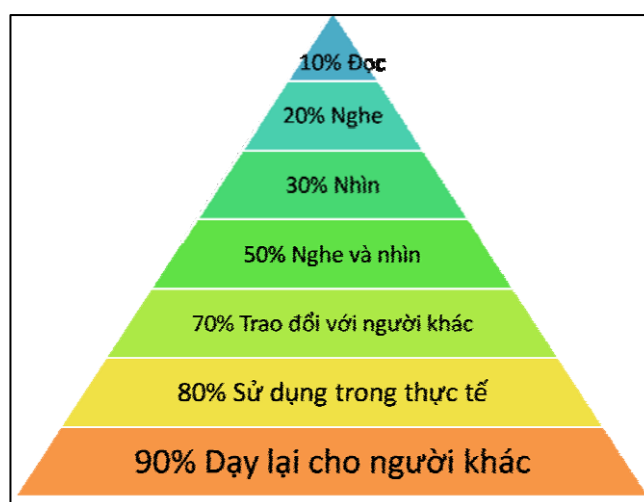 10% Đọc
20% Nghe
30% Nhìn
50% Nghe và nhìn
70% Trao đổi với người khác
80% Sử dụng trong thực tế
90% Dạy lại cho người khác